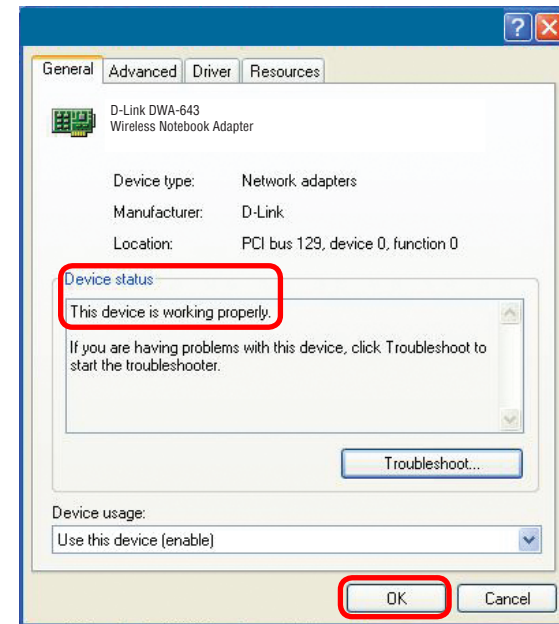 General Advanced Driver Resources
D-Link DWA-643
Wireless Notebook Adapter
Device type: Network adapters
Manufacturer: D-Link
Location: PCI bus 129, device 0, function 0
Device status
This device is working properly.
If you are having problems with this device, click Troubleshoot to
start the troubleshooter.
Troubleshoot...
Device usage:
Use this device (enable)
OK Cancel